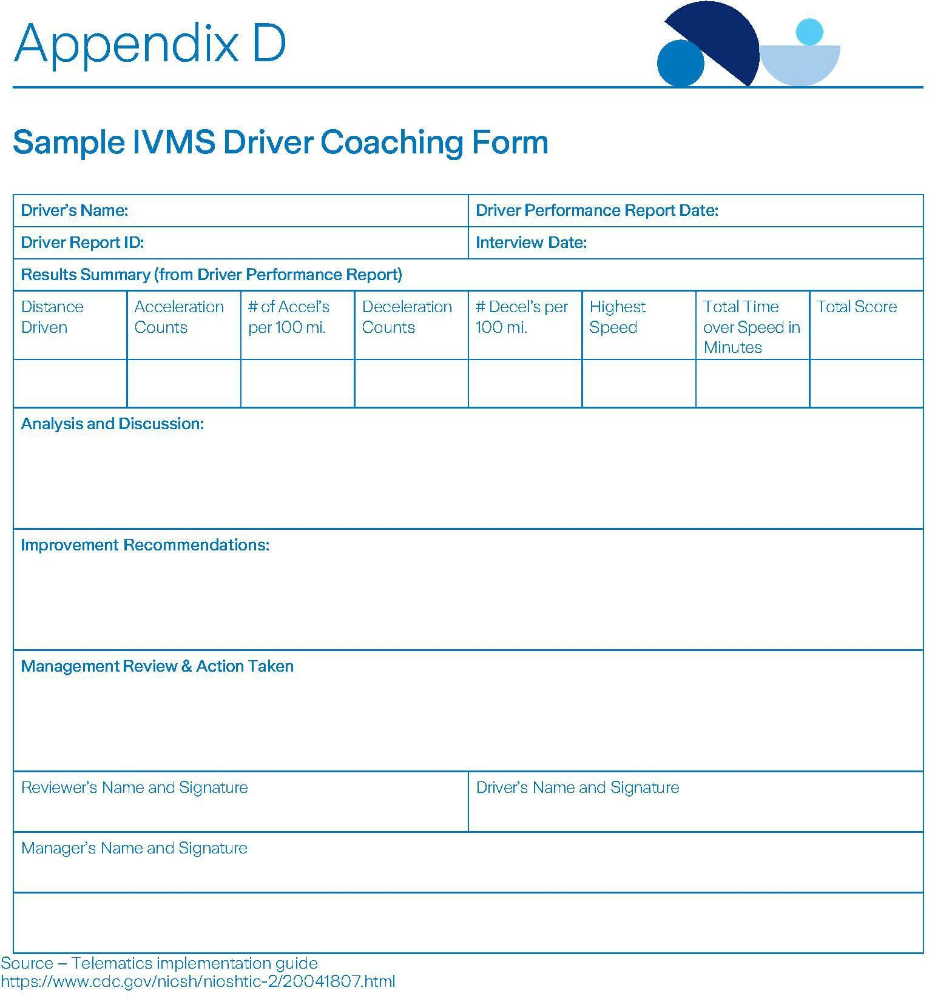 Appendix D
Sample IVMS Driver Coaching Form
Driver's Name:
Driver Performance Report Date:
Driver Report ID:
Interview Date:
Results Summary (from Driver Performance Report)
Distance
Driven
Acceleration
Counts
# of Accel's
per 100 mi.
Deceleration
Counts
# Decel's per
100 mi.
Highest
Speed
Total Time
over Speed in
Minutes
Total Score
Analysis and Discussion:
Improvement Recommendations:
Management Review & Action Taken
Reviewer's Name and Signature
Driver's Name and Signature
Manager's Name and Signature
Source – Telematics implementation guide
https://www.cdc.gov/niosh/nioshtic-2/20041807.html